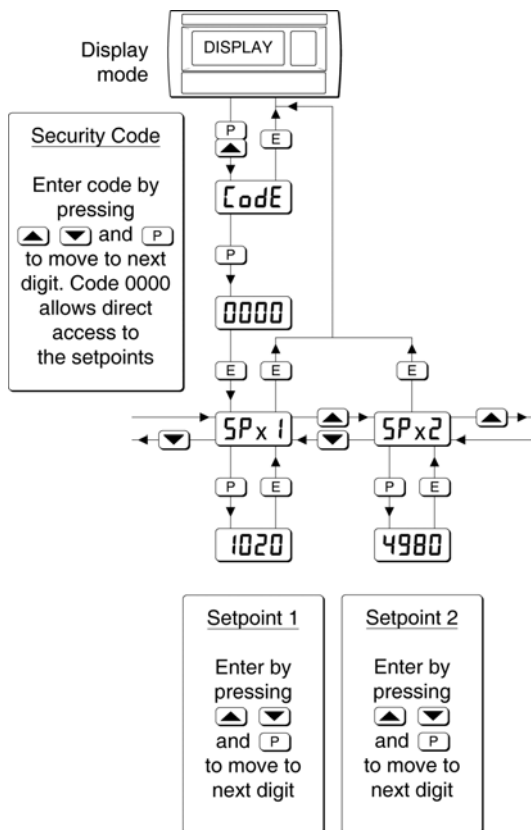 Display
mode
DISPLAY
P
E
Security Code
Enter code by
pressing
and P
to move to next
digit. Code 0000
allows direct
access to
the setpoints
CodE
P
0000
E
E
E
SPx1
SPx2
P
E
P
E
1020
4980
Setpoint 1
Enter by
pressing
and P
to move to
next digit
Setpoint 2
Enter by
pressing
and P
to move to
next digit